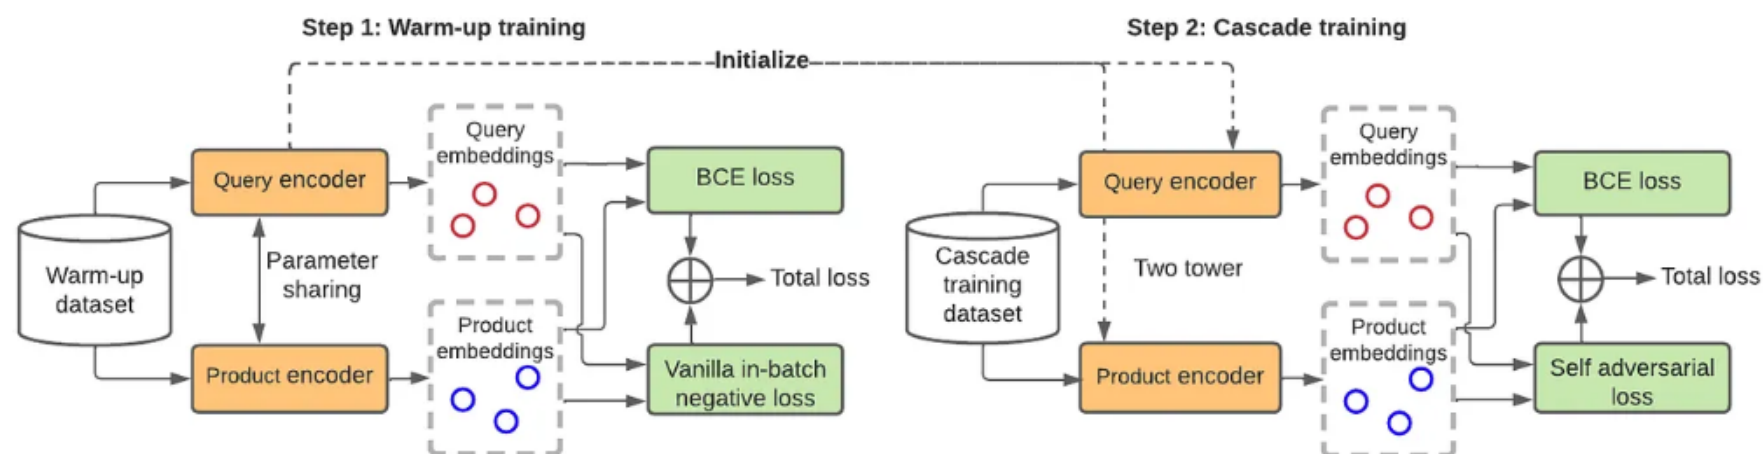 Step 1: Warm-up training
Step 2: Cascade training
Initialize
Query
embeddings
Query encoder
BCE loss
Warm-up
dataset
Parameter
sharing
Total loss
Product
embeddings
Product encoder
Vanilla in-batch
negative loss
Query
embeddings
Query encoder
BCE loss
Cascade
training
dataset
Two tower
Total loss
Product
embeddings
Product encoder
Self adversarial
loss